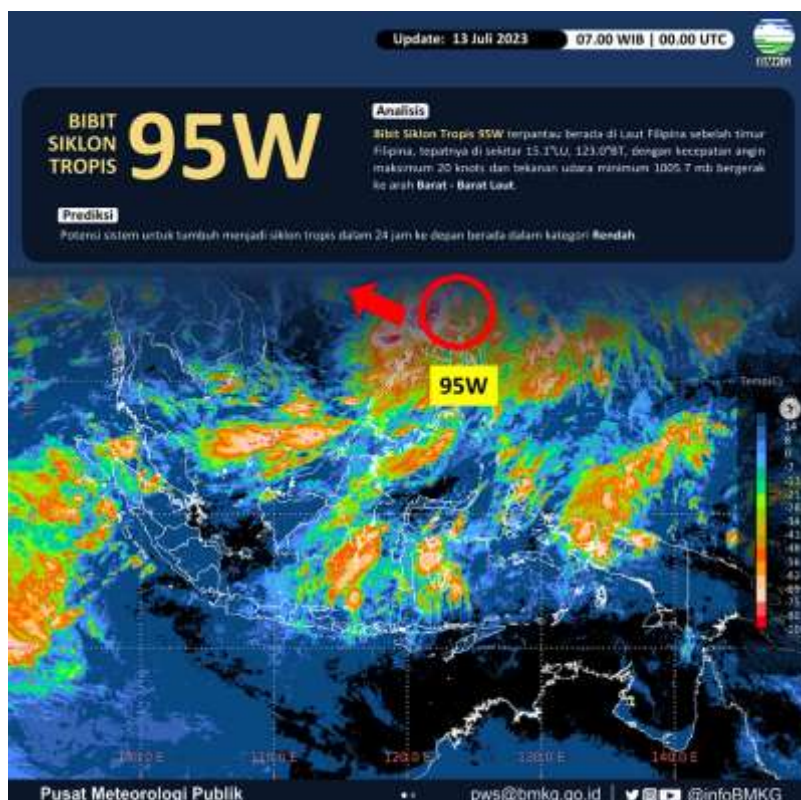 Update: 13 Juli 2023
07.00 WIB | 00.00 UTC
BIBIT
SIKLON
TROPIS
95W
Analisis
Bibit Siklon Tropis 95W terpantau berada di Laut Filipina sebelah timur
Filipina, tepatnya di sekitar 15.1°LU, 123.0°BT, dengan kecepatan angin
maksimum 20 knots dan tekanan udara minimum 1005.7 mb bergerak
ke arah Barat - Barat Laut.
Prediksi
Potensi sistem untuk tumbuh menjadi siklon tropis dalam 24 jam ke depan berada dalam kategori Rendah.
95W
Temp(C)
14
8
0
-7
120.0 E
140.0 E
Pusat Meteorologi Publik
pws@bmkg.go.id
@infoBMKG